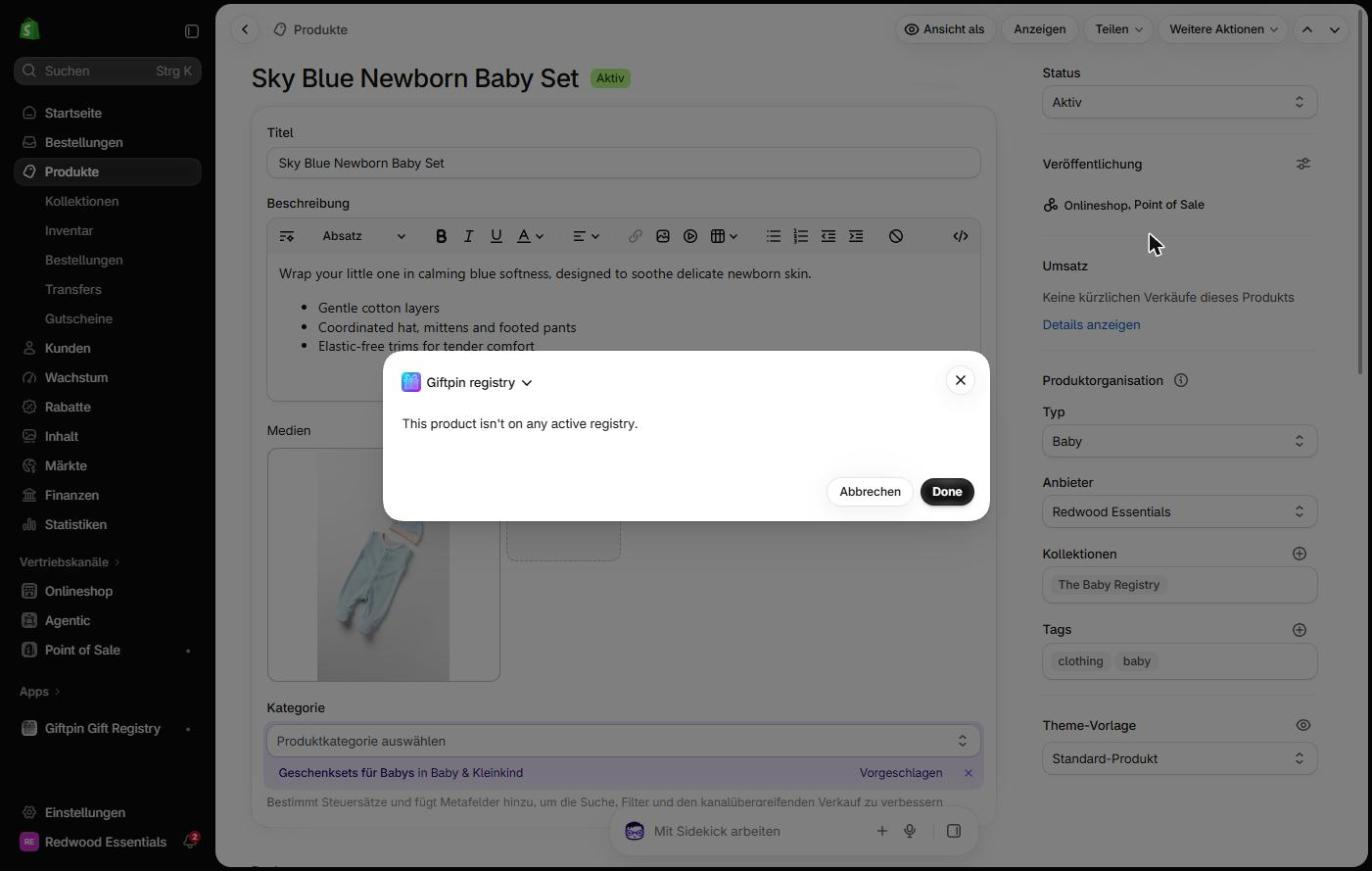 Suchen
Strg K
Startseite
Bestellungen
Produkte
Kollektionen
Inventar
Bestellungen
Transfers
Gutscheine
Kunden
Wachstum
Rabatte
Inhalt
Märkte
Finanzen
Statistiken
Vertriebskanäle
Onlineshop
Agentic
Point of Sale
Apps
Giftpin Gift Registry
Einstellungen
RE Redwood Essentials 2
Produkte
Ansicht als
Anzeigen
Teilen
Weitere Aktionen
Sky Blue Newborn Baby Set Aktiv
Titel
Sky Blue Newborn Baby Set
Beschreibung
Absatz
Wrap your little one in calming blue softness, designed to soothe delicate newborn skin.
Gentle cotton layers
Coordinated hat, mittens and footed pants
Elastic-free trims for tender comfort
Medien
Giftpin registry
This product isn't on any active registry.
Abbrechen
Done
Kategorie
Produktkategorie auswählen
Geschenksets für Babys in Baby & Kleinkind
Vorgeschlagen
Bestimmt Steuersätze und fügt Metafelder hinzu, um die Suche, Filter und den kanalübergreifenden Verkauf zu verbessern
Mit Sidekick arbeiten
Status
Aktiv
Veröffentlichung
Onlineshop, Point of Sale
Umsatz
Keine kürzlichen Verkäufe dieses Produkts
Details anzeigen
Produktorganisation
Typ
Baby
Anbieter
Redwood Essentials
Kollektionen
The Baby Registry
Tags
clothing
baby
Theme-Vorlage
Standard-Produkt